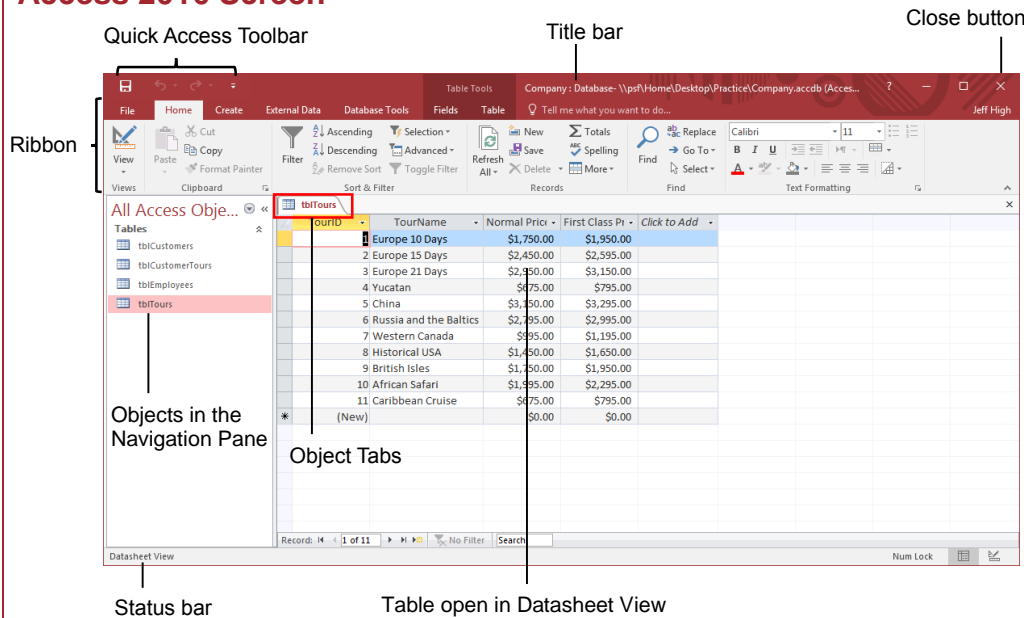 Access 2016 Screen
Close button
Quick Access Toolbar
Title bar
Table Tools
Company : Database- \\psf\Home\Desktop\Practice\Company.accdb (Acces...
?
File Home Create External Data Database Tools Fields Table Tell me what you want to do... Jeff High
Ribbon
View
Paste
Cut
Copy
Format Painter
Filter
Ascending
Descending
Remove Sort
Selection
Advanced
Toggle Filter
Refresh
All
New
Save
Delete
Totals
Spelling
More
Find
Replace
Go To
Select
Calibri 11
B I U
A
Views Clipboard Sort & Filter Records Find Text Formatting
All Access Obje... «
Tables
tblCustomers
tblCustomerTours
tblEmployees
tblTours
tblTours
TourID TourName Normal Price First Class Pr Click to Add
1 Europe 10 Days $1,750.00 $1,950.00
2 Europe 15 Days $2,450.00 $2,595.00
3 Europe 21 Days $2,950.00 $3,150.00
4 Yucatan $675.00 $795.00
5 China $3,150.00 $3,295.00
6 Russia and the Baltics $2,795.00 $2,995.00
7 Western Canada $995.00 $1,195.00
8 Historical USA $1,450.00 $1,650.00
9 British Isles $1,750.00 $1,950.00
10 African Safari $1,995.00 $2,295.00
11 Caribbean Cruise $675.00 $795.00
(New) $0.00 $0.00
Objects in the
Navigation Pane
Object Tabs
Record: 1 of 11 No Filter Search
Datasheet View Num Lock
Status bar
Table open in Datasheet View